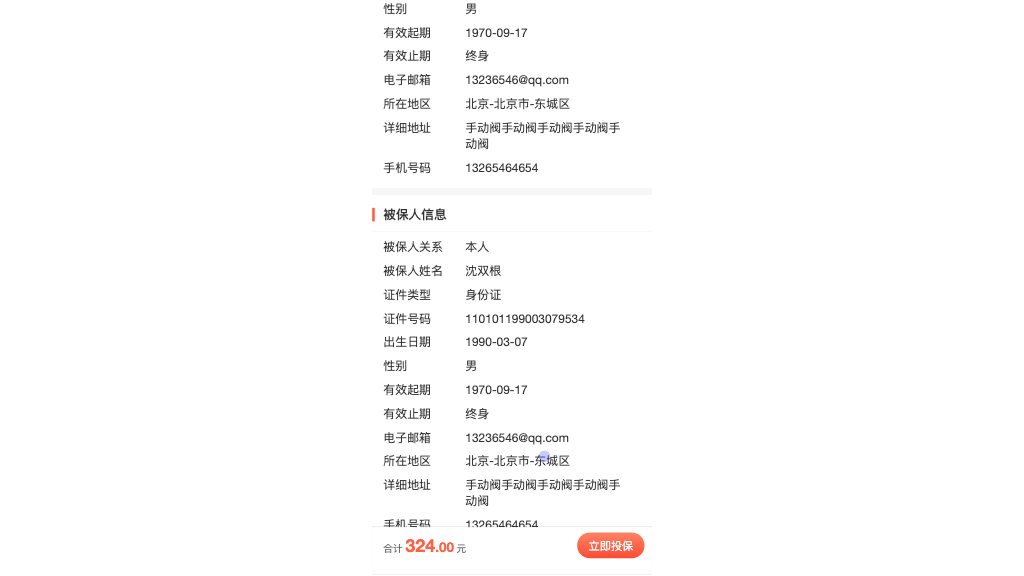 性别 男
有效起期 1970-09-17
有效止期 终身
电子邮箱 13236546@qq.com
所在地区 北京-北京市-东城区
详细地址 手动阀手动阀手动阀手动阀手
动阀
手机号码 13265464654
被保人信息
被保人关系 本人
被保人姓名 沈双根
证件类型 身份证
证件号码 110101199003079534
出生日期 1990-03-07
性别 男
有效起期 1970-09-17
有效止期 终身
电子邮箱 13236546@qq.com
所在地区 北京-北京市-东城区
详细地址 手动阀手动阀手动阀手动阀手
动阀
手机号码 13265464654
合计 324.00 元 立即投保